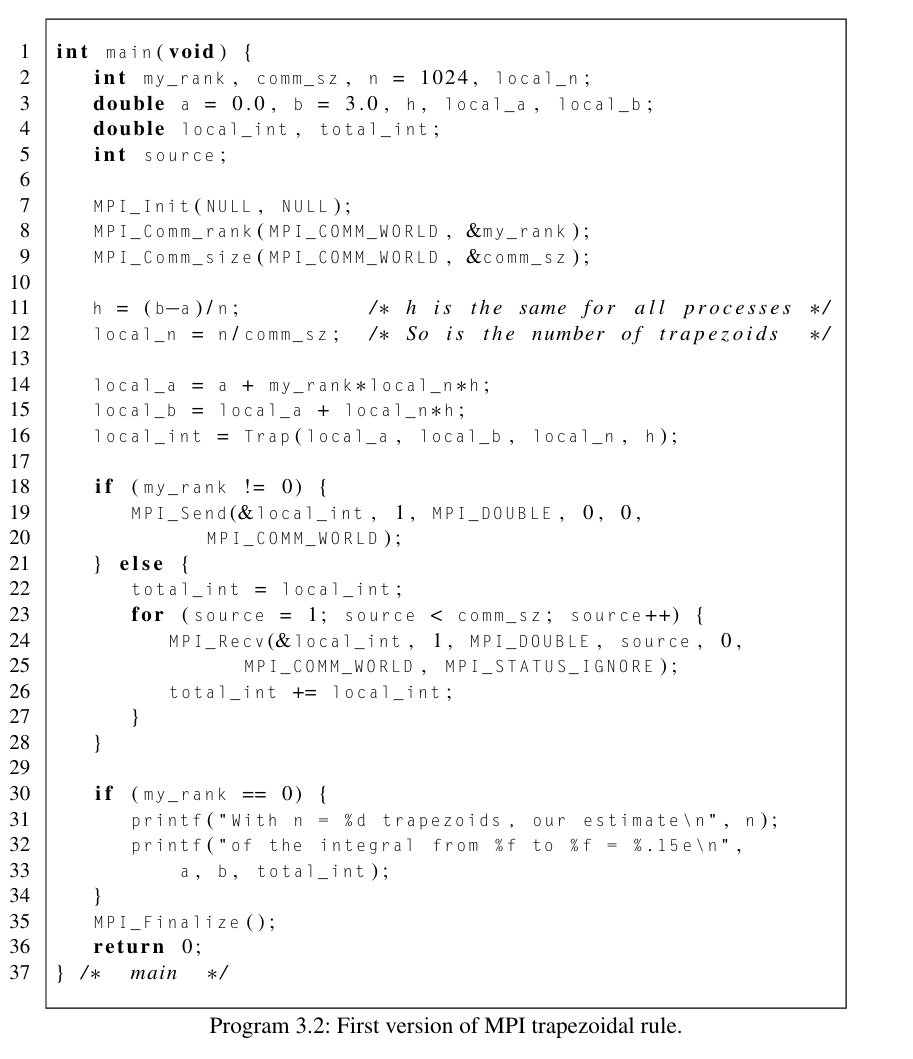 1 int main(void) {
2    int my_rank, comm_sz, n = 1024, local_n;
3    double a = 0.0, b = 3.0, h, local_a, local_b;
4    double local_int, total_int;
5    int source;
6
7    MPI_Init(NULL, NULL);
8    MPI_Comm_rank(MPI_COMM_WORLD, &my_rank);
9    MPI_Comm_size(MPI_COMM_WORLD, &comm_sz);
10
11    h = (b−a)/n;          /* h is the same for all processes */
12    local_n = n/comm_sz;  /* So is the number of trapezoids  */
13
14    local_a = a + my_rank*local_n*h;
15    local_b = local_a + local_n*h;
16    local_int = Trap(local_a, local_b, local_n, h);
17
18    if (my_rank != 0) {
19       MPI_Send(&local_int, 1, MPI_DOUBLE, 0, 0,
20             MPI_COMM_WORLD);
21    } else {
22       total_int = local_int;
23       for (source = 1; source < comm_sz; source++) {
24          MPI_Recv(&local_int, 1, MPI_DOUBLE, source, 0,
25                MPI_COMM_WORLD, MPI_STATUS_IGNORE);
26          total_int += local_int;
27       }
28    }
29
30    if (my_rank == 0) {
31       printf("With n = %d trapezoids, our estimate\n", n);
32       printf("of the integral from %f to %f = %.15e\n",
33           a, b, total_int);
34    }
35    MPI_Finalize();
36    return 0;
37 } /*  main  */
Program 3.2: First version of MPI trapezoidal rule.